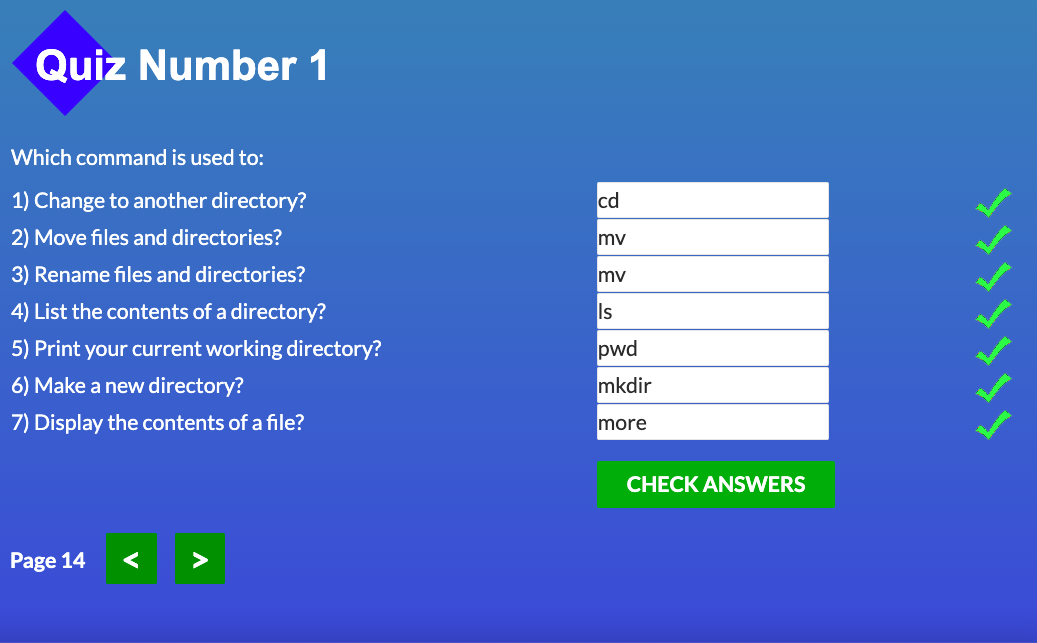 Quiz Number 1
Which command is used to:
1) Change to another directory? cd
2) Move files and directories? mv
3) Rename files and directories? mv
4) List the contents of a directory? ls
5) Print your current working directory? pwd
6) Make a new directory? mkdir
7) Display the contents of a file? more
CHECK ANSWERS
Page 14 < >